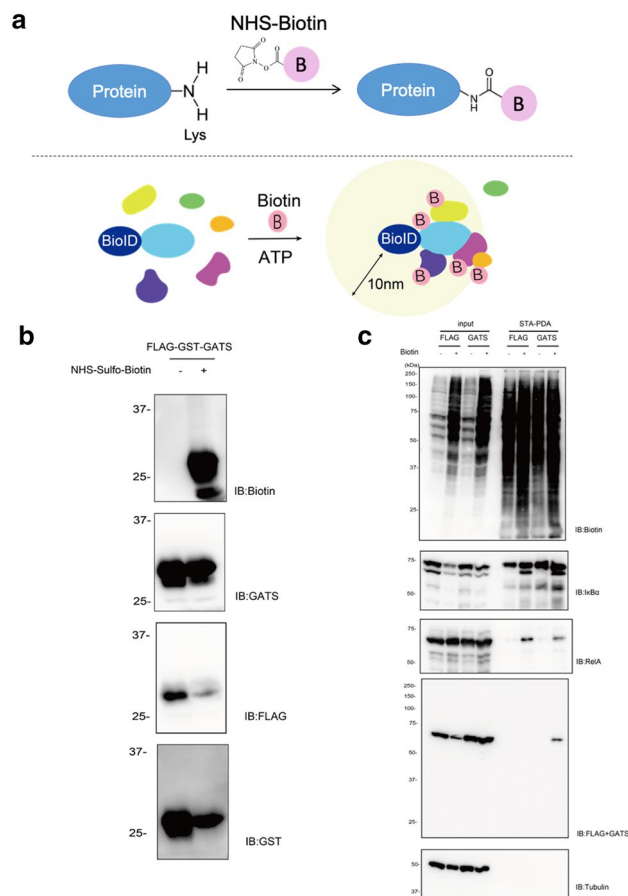 a
NHS-Biotin
Protein
N
H
H
Lys
O
N
O
O
O
B
Protein
N
H
O
B
BioID
Biotin
B
ATP
BioID
B
B
B
B
B
10nm
b
FLAG-GST-GATS
NHS-Sulfo-Biotin - +
37-
25-
IB:Biotin
37-
25-
IB:GATS
37-
25-
IB:FLAG
37-
25-
IB:GST
c
input STA-PDA
FLAG GATS FLAG GATS
Biotin - + - + - + - +
(kDa)
250-
150-
100-
75-
50-
37-
25-
IB:Biotin
75-
50-
IB:IκBα
75-
50-
IB:RelA
250-
150-
100-
75-
50-
37-
25-
IB:FLAG+GATS
50-
37-
IB:Tubulin